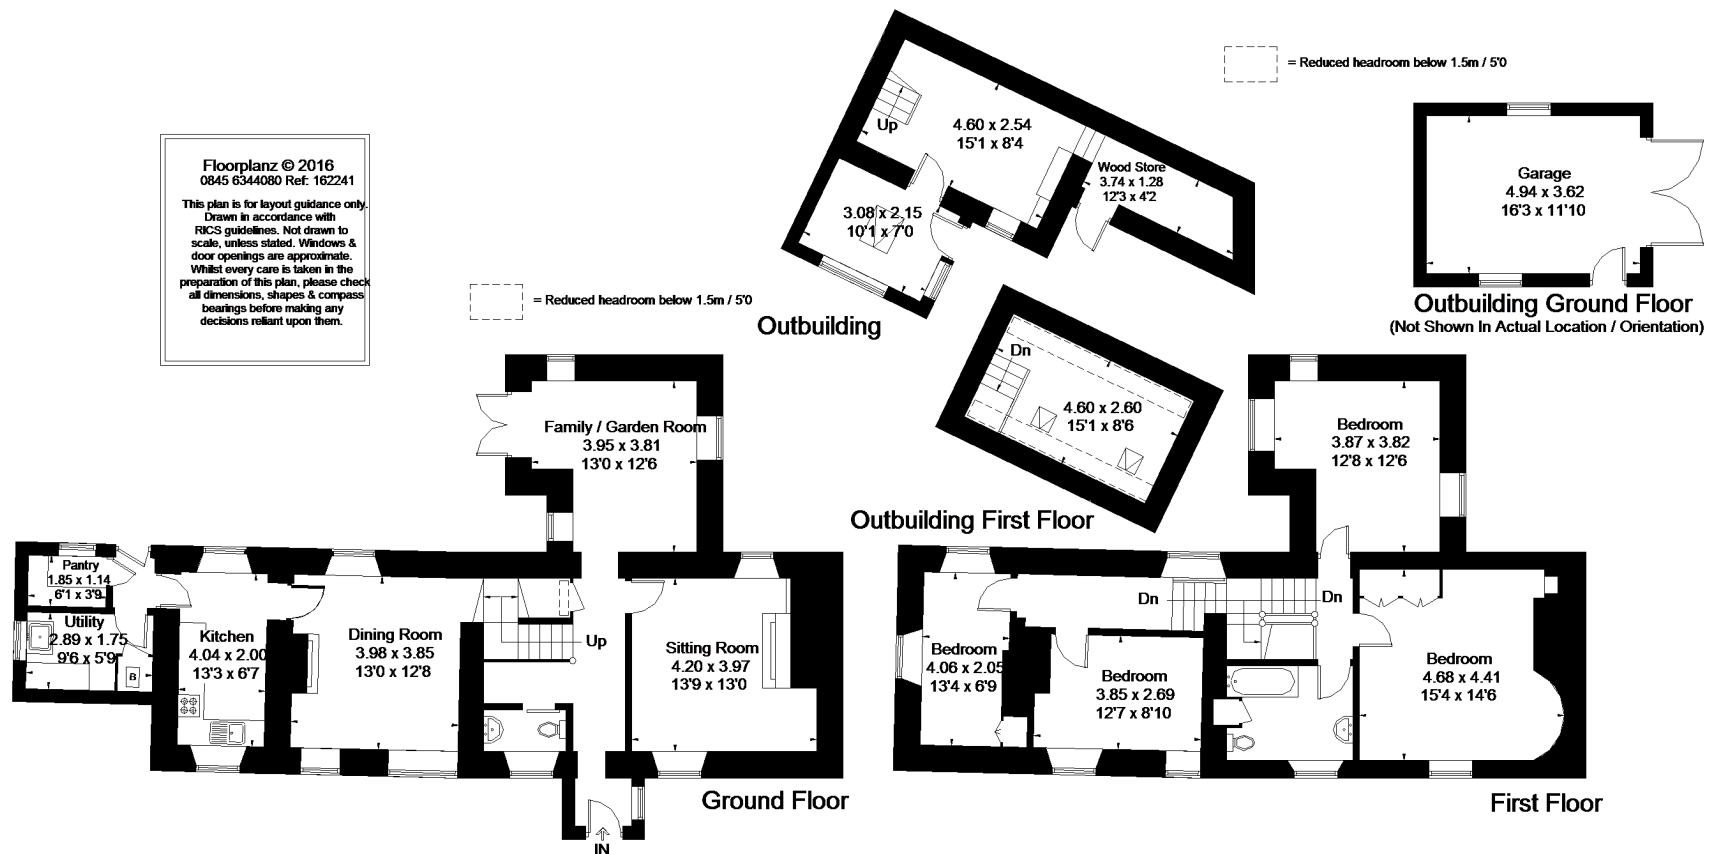 Floorplanz © 2016
0845 6344080 Ref: 162241
This plan is for layout guidance only.
Drawn in accordance with
RICS guidelines. Not drawn to
scale, unless stated. Windows &
door openings are approximate.
Whilst every care is taken in the
preparation of this plan, please check
all dimensions, shapes & compass
bearings before making any
decisions reliant upon them.
= Reduced headroom below 1.5m / 5'0
Up
4.60 x 2.54
15'1 x 8'4
Wood Store
3.74 x 1.28
12'3 x 4'2
3.08 x 2.15
10'1 x 7'0
Outbuilding
= Reduced headroom below 1.5m / 5'0
Garage
4.94 x 3.62
16'3 x 11'10
Outbuilding Ground Floor
(Not Shown In Actual Location / Orientation)
Dn
4.60 x 2.60
15'1 x 8'6
Outbuilding First Floor
Family / Garden Room
3.95 x 3.81
13'0 x 12'6
Pantry
1.85 x 1.14
6'1 x 3'9
Utility
2.89 x 1.75
9'6 x 5'9
B
Kitchen
4.04 x 2.00
13'3 x 6'7
Dining Room
3.98 x 3.85
13'0 x 12'8
Up
Sitting Room
4.20 x 3.97
13'9 x 13'0
IN
Ground Floor
Bedroom
3.87 x 3.82
12'8 x 12'6
Dn
Dn
Bedroom
4.06 x 2.05
13'4 x 6'9
Bedroom
3.85 x 2.69
12'7 x 8'10
Bedroom
4.68 x 4.41
15'4 x 14'6
First Floor